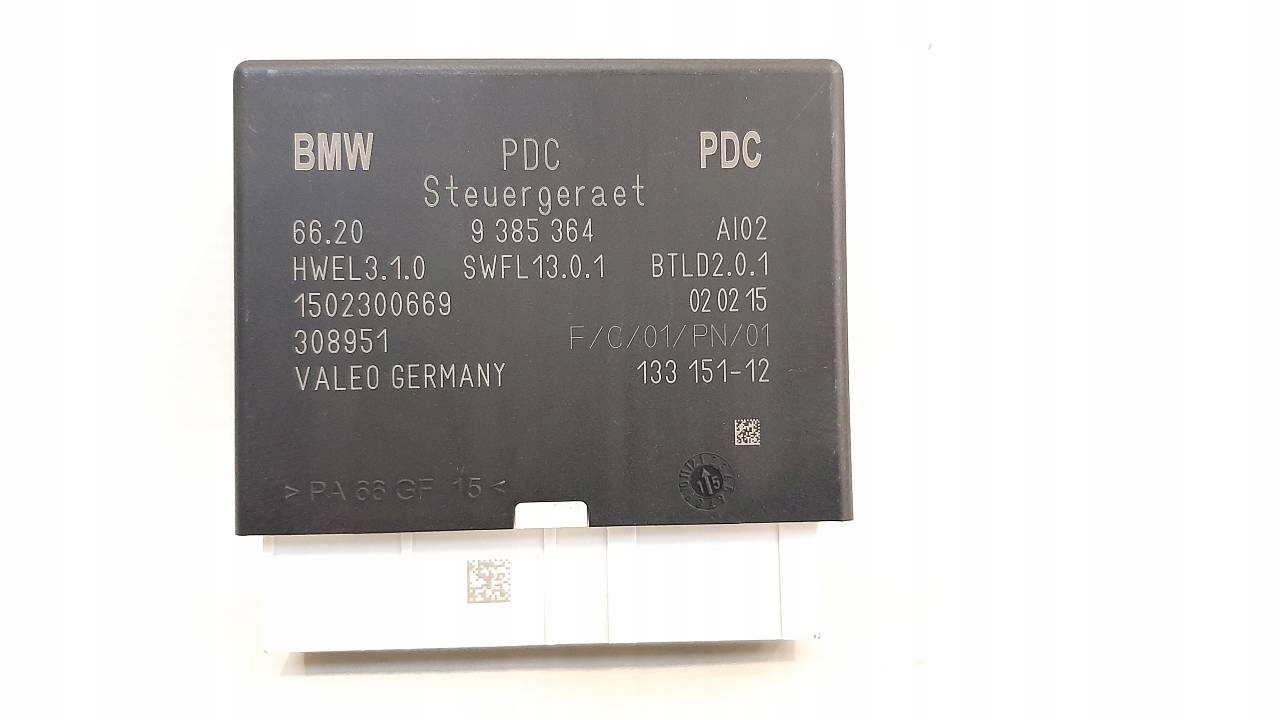 BMW PDC PDC
Steuergeraet
66.20 9 385 364 AI02
HWEL3.1.0 SWFL13.0.1 BTLD2.0.1
1502300669 02 02 15
308951 F/C/01/PN/01
VALEO GERMANY 133 151-12
>PA 66 GF 15<
15